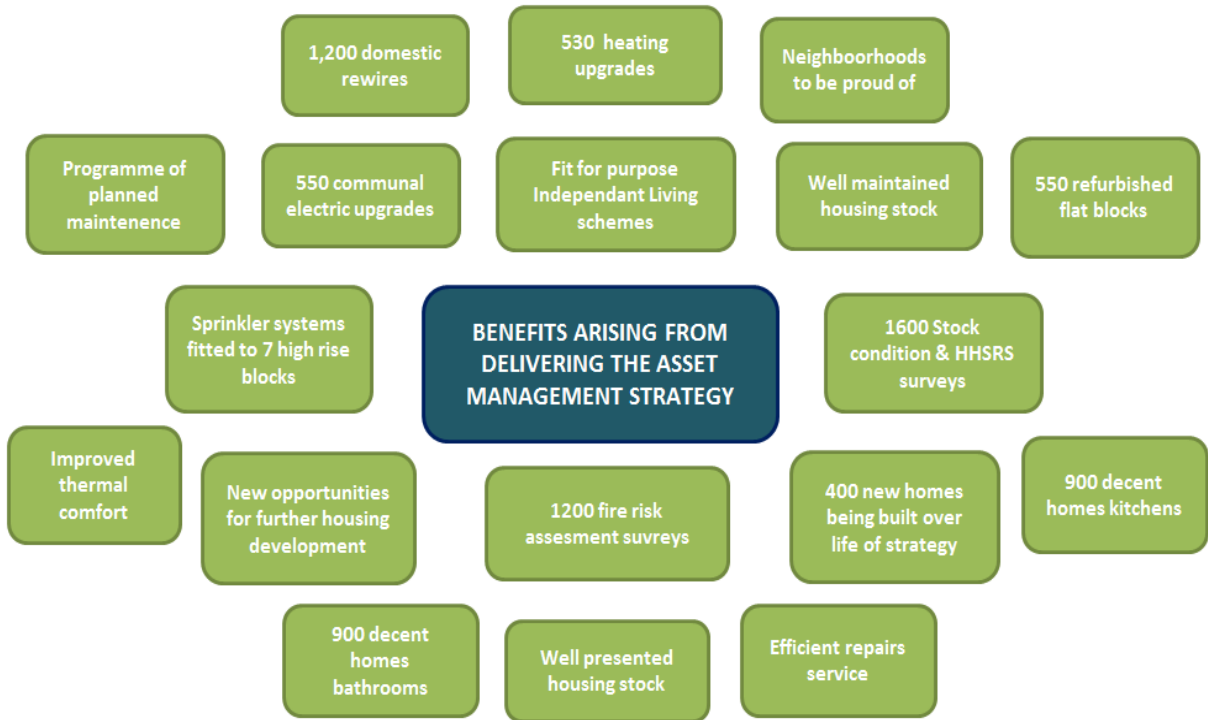 1,200 domestic
rewires
530 heating
upgrades
Neighboorhoods
to be proud of
Programme of
planned
maintenence
550 communal
electric upgrades
Fit for purpose
Independant Living
schemes
Well maintained
housing stock
550 refurbished
flat blocks
Sprinkler systems
fitted to 7 high rise
blocks
BENEFITS ARISING FROM
DELIVERING THE ASSET
MANAGEMENT STRATEGY
1600 Stock
condition & HHSRS
surveys
Improved
thermal
comfort
New opportunities
for further housing
development
1200 fire risk
assesment suvreys
400 new homes
being built over
life of strategy
900 decent
homes kitchens
900 decent
homes
bathrooms
Well presented
housing stock
Efficient repairs
service